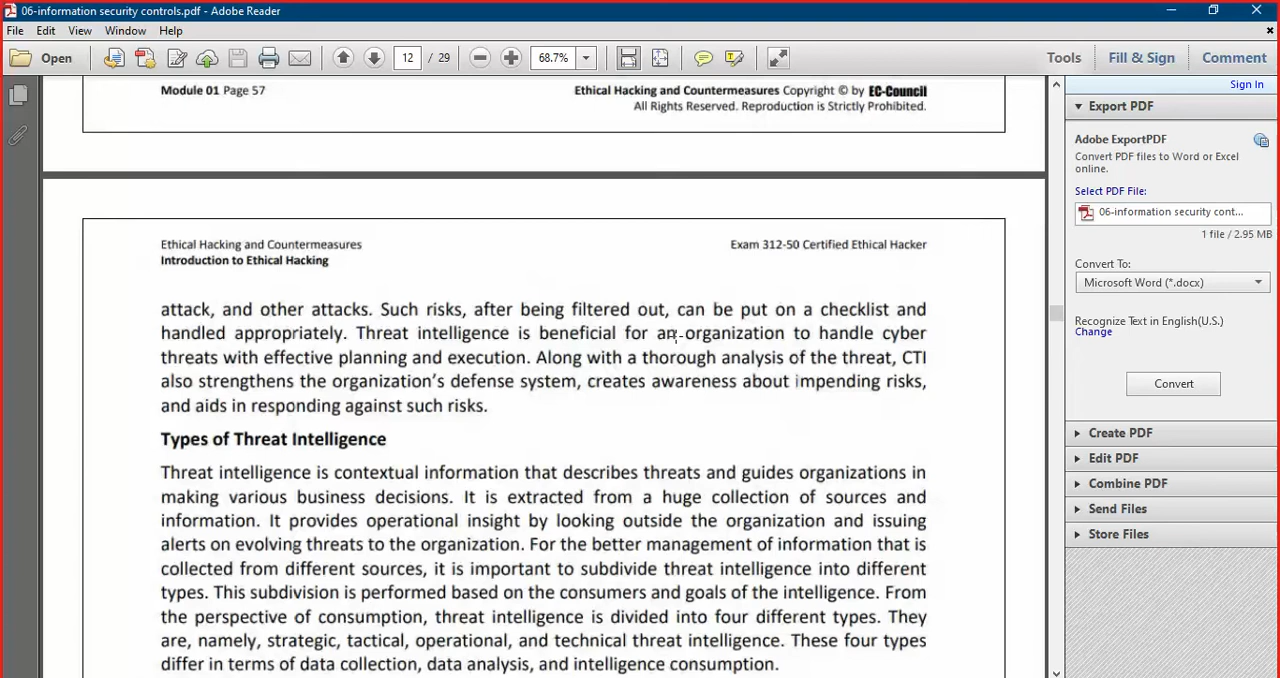 06-information security controls.pdf - Adobe Reader
File Edit View Window Help
Open 12 / 29 68.7% Tools Fill & Sign Comment
Sign In
Module 01 Page 57 Ethical Hacking and Countermeasures Copyright © by EC-Council
All Rights Reserved. Reproduction is Strictly Prohibited.
Ethical Hacking and Countermeasures Exam 312-50 Certified Ethical Hacker
Introduction to Ethical Hacking
attack, and other attacks. Such risks, after being filtered out, can be put on a checklist and
handled appropriately. Threat intelligence is beneficial for an organization to handle cyber
threats with effective planning and execution. Along with a thorough analysis of the threat, CTI
also strengthens the organization's defense system, creates awareness about impending risks,
and aids in responding against such risks.
Types of Threat Intelligence
Threat intelligence is contextual information that describes threats and guides organizations in
making various business decisions. It is extracted from a huge collection of sources and
information. It provides operational insight by looking outside the organization and issuing
alerts on evolving threats to the organization. For the better management of information that is
collected from different sources, it is important to subdivide threat intelligence into different
types. This subdivision is performed based on the consumers and goals of the intelligence. From
the perspective of consumption, threat intelligence is divided into four different types. They
are, namely, strategic, tactical, operational, and technical threat intelligence. These four types
differ in terms of data collection, data analysis, and intelligence consumption.
Export PDF
Adobe ExportPDF
Convert PDF files to Word or Excel
online.
Select PDF File:
06-information security cont...
1 file / 2.95 MB
Convert To:
Microsoft Word (*.docx)
Recognize Text in English(U.S.)
Change
Convert
Create PDF
Edit PDF
Combine PDF
Send Files
Store Files